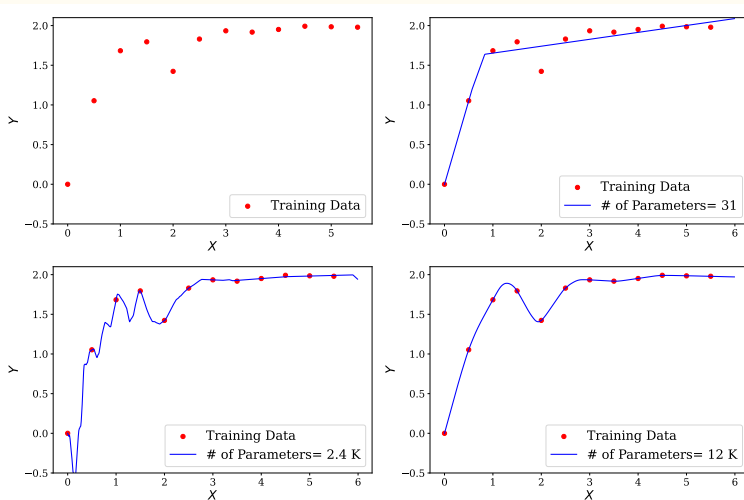 2.0
1.5
1.0
0.5
0.0
−0.5
Y
0 1 2 3 4 5
X
Training Data
2.0
1.5
1.0
0.5
0.0
−0.5
Y
0 1 2 3 4 5 6
X
Training Data
# of Parameters= 31
2.0
1.5
1.0
0.5
0.0
−0.5
Y
0 1 2 3 4 5 6
X
Training Data
# of Parameters= 2.4 K
2.0
1.5
1.0
0.5
0.0
−0.5
Y
0 1 2 3 4 5 6
X
Training Data
# of Parameters= 12 K